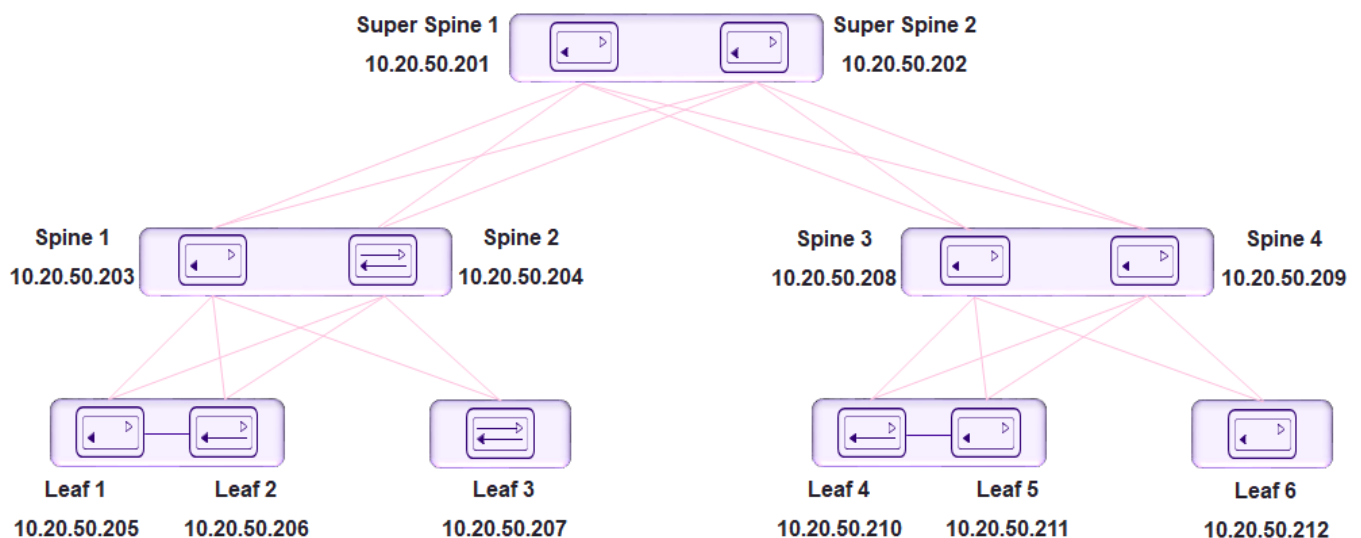 Super Spine 1
10.20.50.201
Super Spine 2
10.20.50.202
Spine 1
10.20.50.203
Spine 2
10.20.50.204
Spine 3
10.20.50.208
Spine 4
10.20.50.209
Leaf 1
10.20.50.205
Leaf 2
10.20.50.206
Leaf 3
10.20.50.207
Leaf 4
10.20.50.210
Leaf 5
10.20.50.211
Leaf 6
10.20.50.212